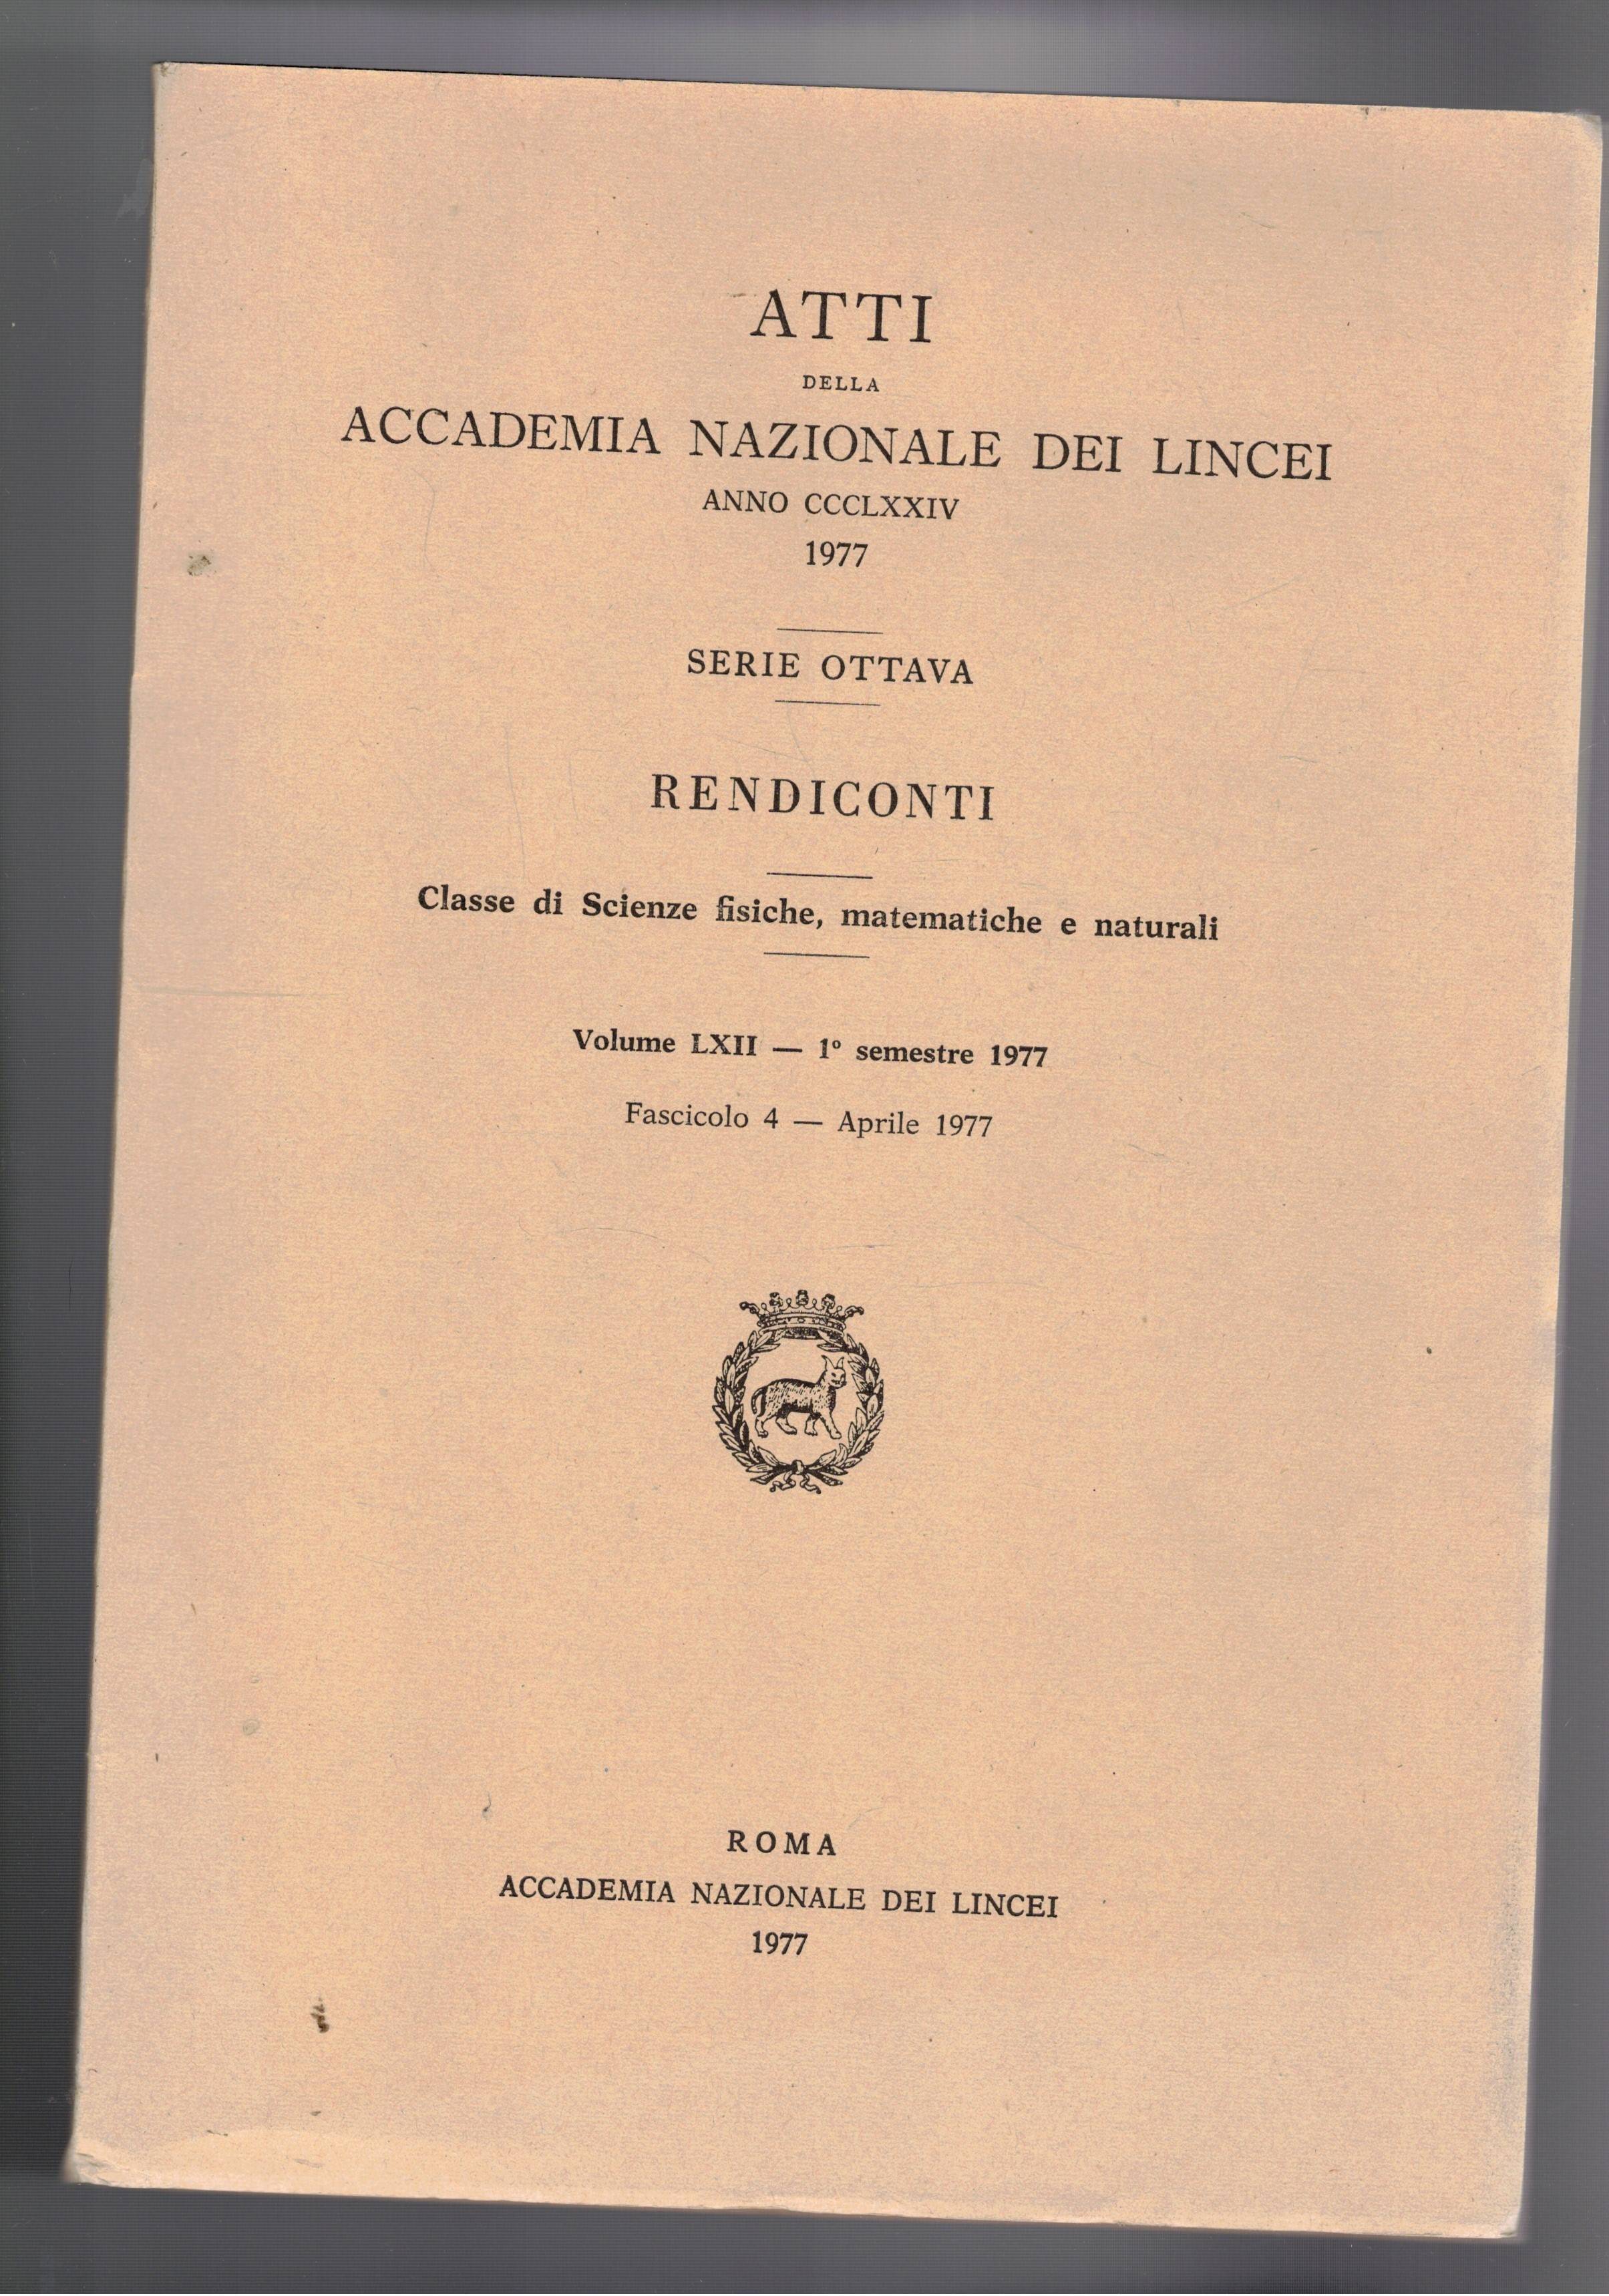 ATTI
DELLA
ACCADEMIA NAZIONALE DEI LINCEI
ANNO CCCLXXIV
1977
SERIE OTTAVA
RENDICONTI
Classe di Scienze fisiche, matematiche e naturali
Volume LXII — 1º semestre 1977
Fascicolo 4 — Aprile 1977
ROMA
ACCADEMIA NAZIONALE DEI LINCEI
1977